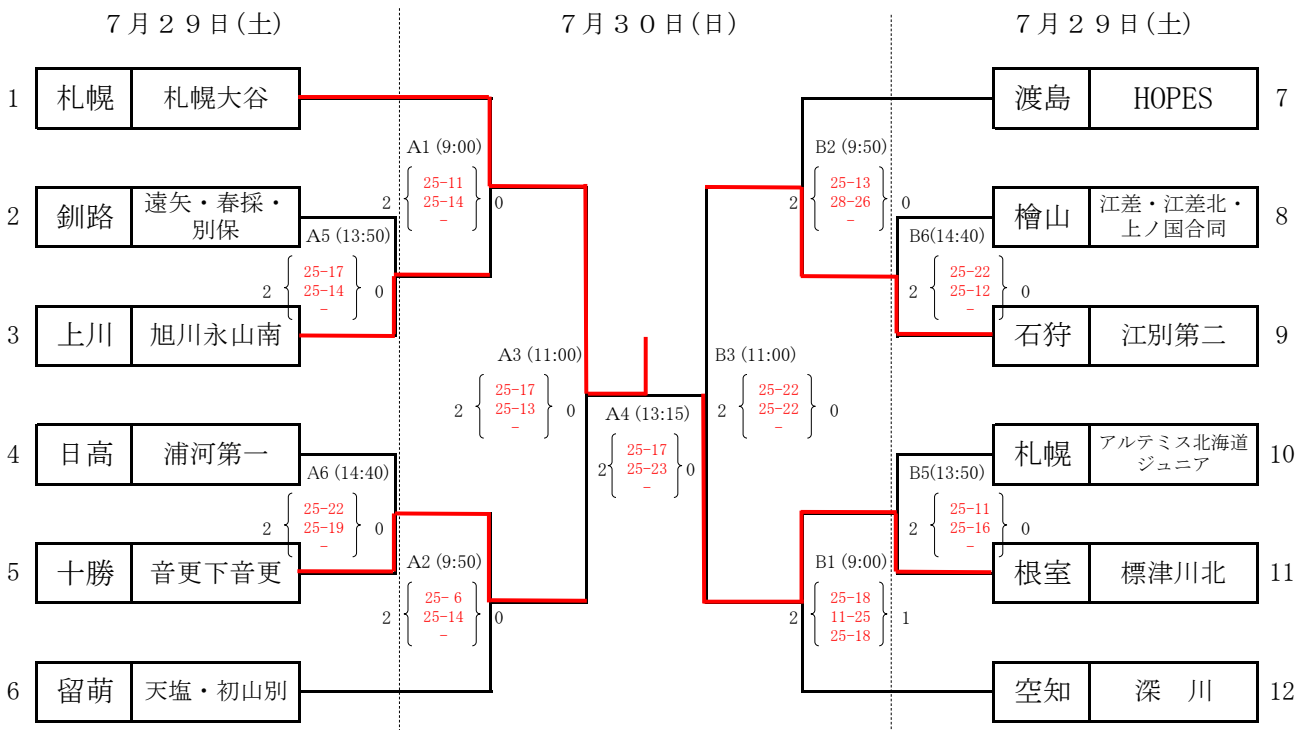 ７月２９日(土)
７月３０日(日)
７月２９日(土)
1 札幌 札幌大谷
A1 (9:00)
2 25-11 0
25-14
-
2 釧路 遠矢・春採・
別保
A5 (13:50)
2 25-17 0
25-14
-
3 上川 旭川永山南
A3 (11:00)
2 25-17 0
25-13
-
4 日高 浦河第一
A6 (14:40)
2 25-22 0
25-19
-
5 十勝 音更下音更
A2 (9:50)
2 25- 6 0
25-14
-
6 留萌 天塩・初山別
A4 (13:15)
2 25-17 0
25-23
-
渡島 HOPES 7
B2 (9:50)
2 25-13 0
28-26
-
檜山 江差・江差北・ 8
上ノ国合同
B6(14:40)
2 25-22 0
25-12
-
石狩 江別第二 9
B3 (11:00)
2 25-22 0
25-22
-
札幌 アルテミス北海道 10
ジュニア
B5(13:50)
2 25-11 0
25-16
-
根室 標津川北 11
B1 (9:00)
2 25-18 1
11-25
25-18
空知 深　川 12